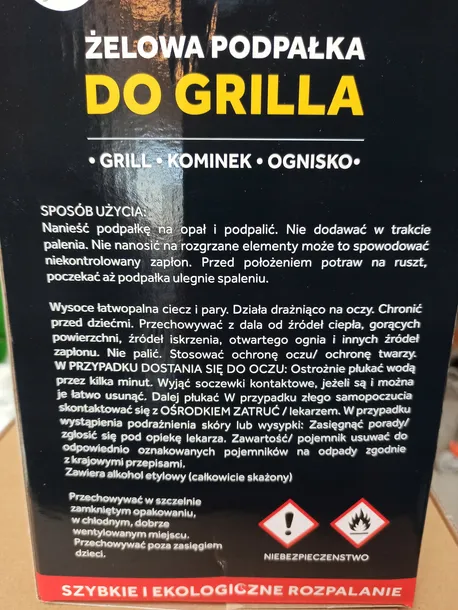 ŻELOWA PODPAŁKA
DO GRILLA
• GRILL • KOMINEK • OGNISKO•
SPOSÓB UŻYCIA:
Nanieść podpałkę na opał i podpalić. Nie dodawać w trakcie
palenia. Nie nanosić na rozgrzane elementy może to spowodować
niekontrolowany zapłon. Przed położeniem potraw na ruszt,
poczekać aż podpałka ulegnie spaleniu.
Wysoce łatwopalna ciecz i pary. Działa drażniąco na oczy. Chronić
przed dziećmi. Przechowywać z dala od źródeł ciepła, gorących
powierzchni, źródeł iskrzenia, otwartego ognia i innych źródeł
zapłonu. Nie palić. Stosować ochronę oczu/ ochronę twarzy.
W PRZYPADKU DOSTANIA SIĘ DO OCZU: Ostrożnie płukać wodą
przez kilka minut. Wyjąć soczewki kontaktowe, jeżeli są i można
je łatwo usunąć. Dalej płukać W przypadku złego samopoczucia
skontaktować się z OŚRODKIEM ZATRUĆ / lekarzem. W przypadku
wystąpienia podrażnienia skóry lub wysypki: Zasięgnąć porady/
zgłosić się pod opiekę lekarza. Zawartość/ pojemnik usuwać do
odpowiednio oznakowanych pojemników na odpady zgodnie
z krajowymi przepisami.
Zawiera alkohol etylowy (całkowicie skażony)
Przechowywać w szczelnie
zamkniętym opakowaniu,
w chłodnym, dobrze
wentylowanym miejscu.
Przechowywać poza zasięgiem
dzieci.
NIEBEZPIECZEŃSTWO
SZYBKIE I EKOLOGICZNE ROZPALANIE